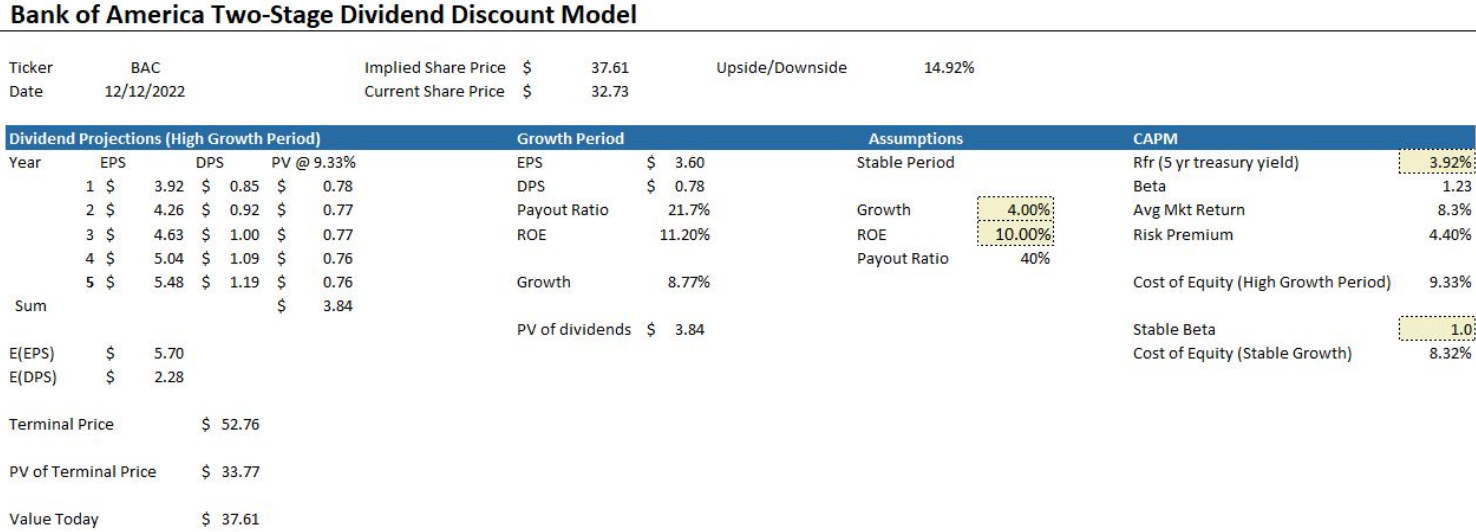 Bank of America Two-Stage Dividend Discount Model
Ticker BAC Implied Share Price $ 37.61 Upside/Downside 14.92%
Date 12/12/2022 Current Share Price $ 32.73
Dividend Projections (High Growth Period) Growth Period Assumptions CAPM
Year EPS DPS PV @ 9.33% EPS $ 3.60 Stable Period Rfr (5 yr treasury yield) 3.92%
1 $ 3.92 $ 0.85 $ 0.78 DPS $ 0.78 Beta 1.23
2 $ 4.26 $ 0.92 $ 0.77 Payout Ratio 21.7% Growth 4.00% Avg Mkt Return 8.3%
3 $ 4.63 $ 1.00 $ 0.77 ROE 11.20% ROE 10.00% Risk Premium 4.40%
4 $ 5.04 $ 1.09 $ 0.76 Payout Ratio 40%
5 $ 5.48 $ 1.19 $ 0.76 Growth 8.77% Cost of Equity (High Growth Period) 9.33%
Sum $ 3.84
PV of dividends $ 3.84 Stable Beta 1.0
E(EPS) $ 5.70 Cost of Equity (Stable Growth) 8.32%
E(DPS) $ 2.28
Terminal Price $ 52.76
PV of Terminal Price $ 33.77
Value Today $ 37.61